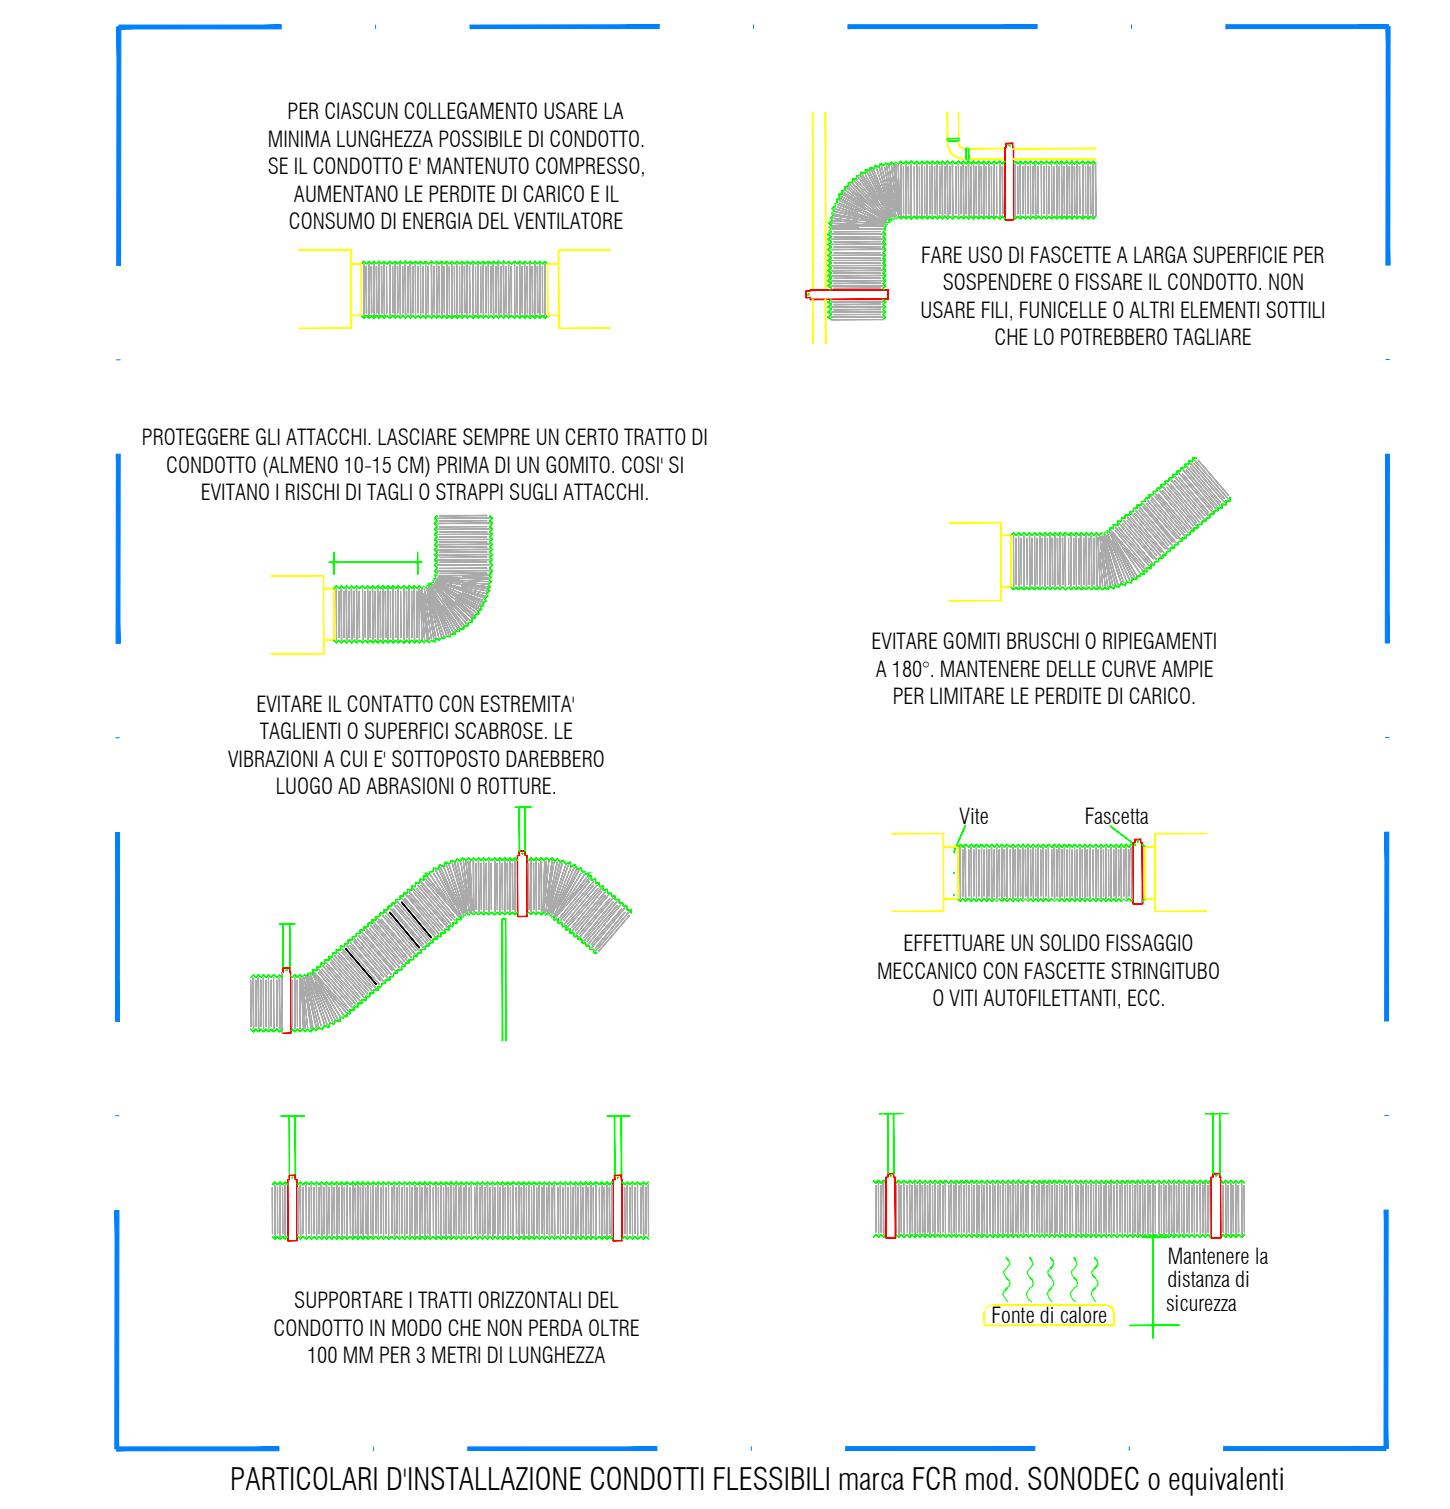 PER CIASCUN COLLEGAMENTO USARE LA
MINIMA LUNGHEZZA POSSIBILE DI CONDOTTO.
SE IL CONDOTTO E' MANTENUTO COMPRESSO,
AUMENTANO LE PERDITE DI CARICO E IL
CONSUMO DI ENERGIA DEL VENTILATORE
FARE USO DI FASCETTE A LARGA SUPERFICIE PER
SOSPENDERE O FISSARE IL CONDOTTO. NON
USARE FILI, FUNICELLE O ALTRI ELEMENTI SOTTILI
CHE LO POTREBBERO TAGLIARE
PROTEGGERE GLI ATTACCHI. LASCIARE SEMPRE UN CERTO TRATTO DI
CONDOTTO (ALMENO 10-15 CM) PRIMA DI UN GOMITO. COSI' SI
EVITANO I RISCHI DI TAGLI O STRAPPI SUGLI ATTACCHI.
EVITARE GOMITI BRUSCHI O RIPIEGAMENTI
A 180°. MANTENERE DELLE CURVE AMPIE
PER LIMITARE LE PERDITE DI CARICO.
EVITARE IL CONTATTO CON ESTREMITA'
TAGLIENTI O SUPERFICI SCABROSE. LE
VIBRAZIONI A CUI E' SOTTOPOSTO DAREBBERO
LUOGO AD ABRASIONI O ROTTURE.
Vite
Fascetta
EFFETTUARE UN SOLIDO FISSAGGIO
MECCANICO CON FASCETTE STRINGITUBO
O VITI AUTOFILETTANTI, ECC.
SUPPORTARE I TRATTI ORIZZONTALI DEL
CONDOTTO IN MODO CHE NON PERDA OLTRE
100 MM PER 3 METRI DI LUNGHEZZA
Mantenere la
distanza di
sicurezza
Fonte di calore
PARTICOLARI D'INSTALLAZIONE CONDOTTI FLESSIBILI marca FCR mod. SONODEC o equivalenti